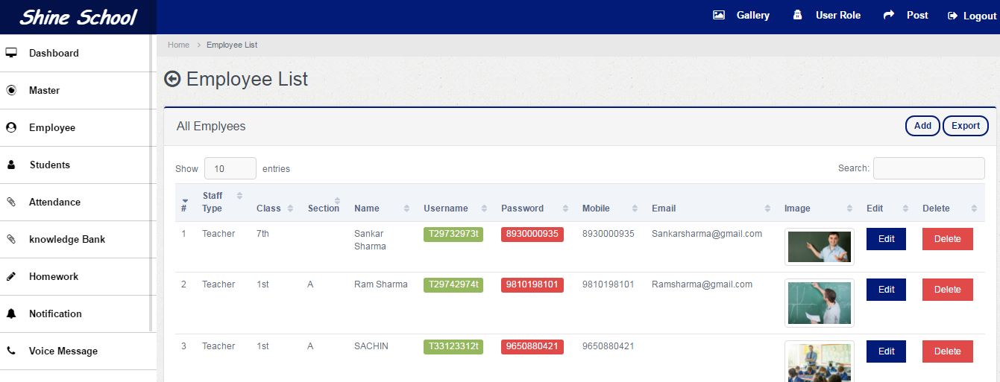 Shine School
Gallery User Role Post Logout
Home > Employee List
Dashboard
Master
Employee
Students
Attendance
knowledge Bank
Homework
Notification
Voice Message
Employee List
All Emplyees
Add Export
Show 10 entries
Search:
# Staff Type Class Section Name Username Password Mobile Email Image Edit Delete
1 Teacher 7th Sankar Sharma T29732973t 8930000935 8930000935 Sankarsharma@gmail.com Edit Delete
2 Teacher 1st A Ram Sharma T29742974t 9810198101 9810198101 Ramsharma@gmail.com Edit Delete
3 Teacher 1st A SACHIN T33123312t 9650880421 9650880421 Edit Delete